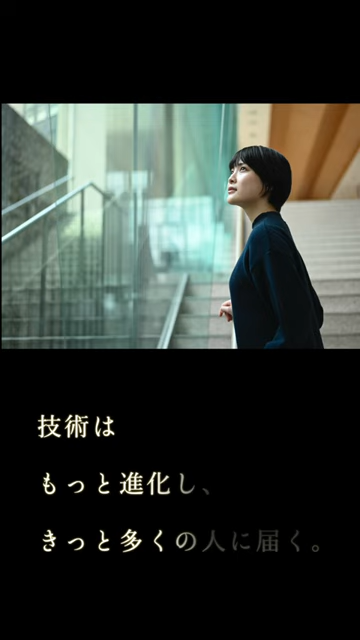 技術は
もっと進化し、
きっと多くの人に届く。